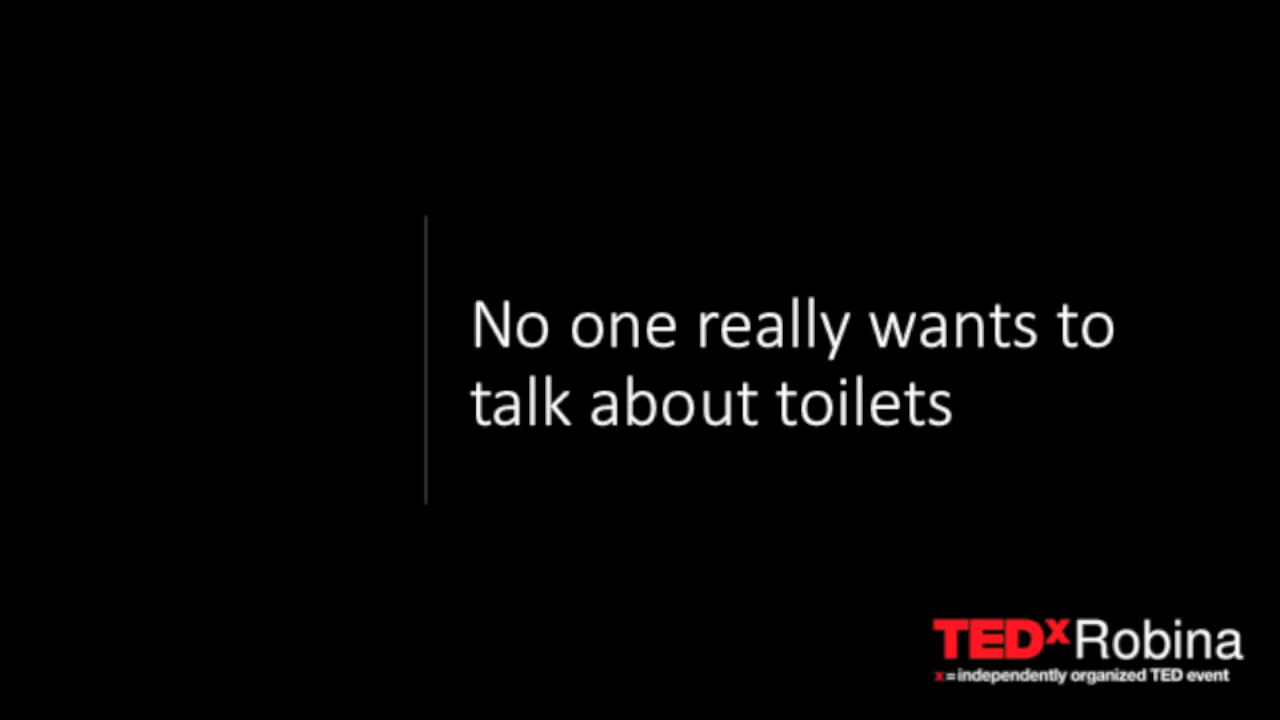 No one really wants to
talk about toilets
TEDxRobina
x=independently organized TED event